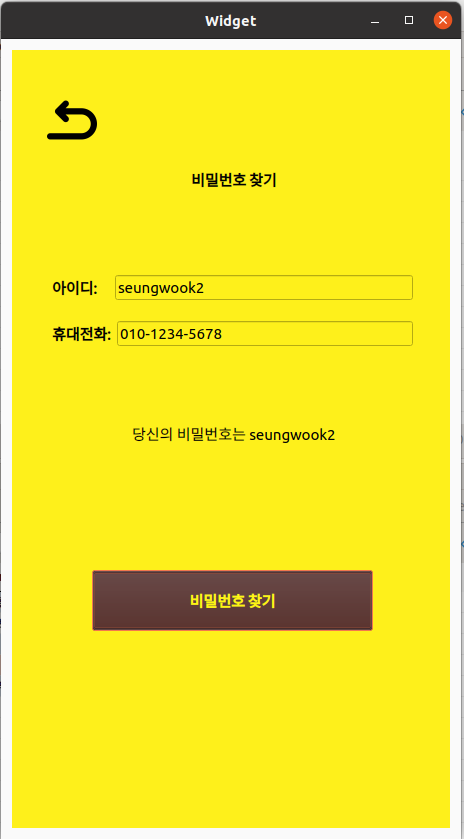 Widget
비밀번호 찾기
아이디: seungwook2
휴대전화: 010-1234-5678
당신의 비밀번호는 seungwook2
비밀번호 찾기